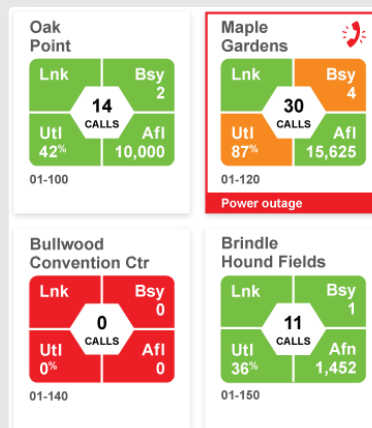 Oak
Point
Lnk
Bsy
2
14
CALLS
Utl
42%
Afl
10,000
01-100
Maple
Gardens
Lnk
Bsy
4
30
CALLS
Utl
87%
Afl
15,625
01-120
Power outage
Bullwood
Convention Ctr
Lnk
Bsy
0
0
CALLS
Utl
0%
Afl
0
01-140
Brindle
Hound Fields
Lnk
Bsy
1
11
CALLS
Utl
36%
Afn
1,452
01-150